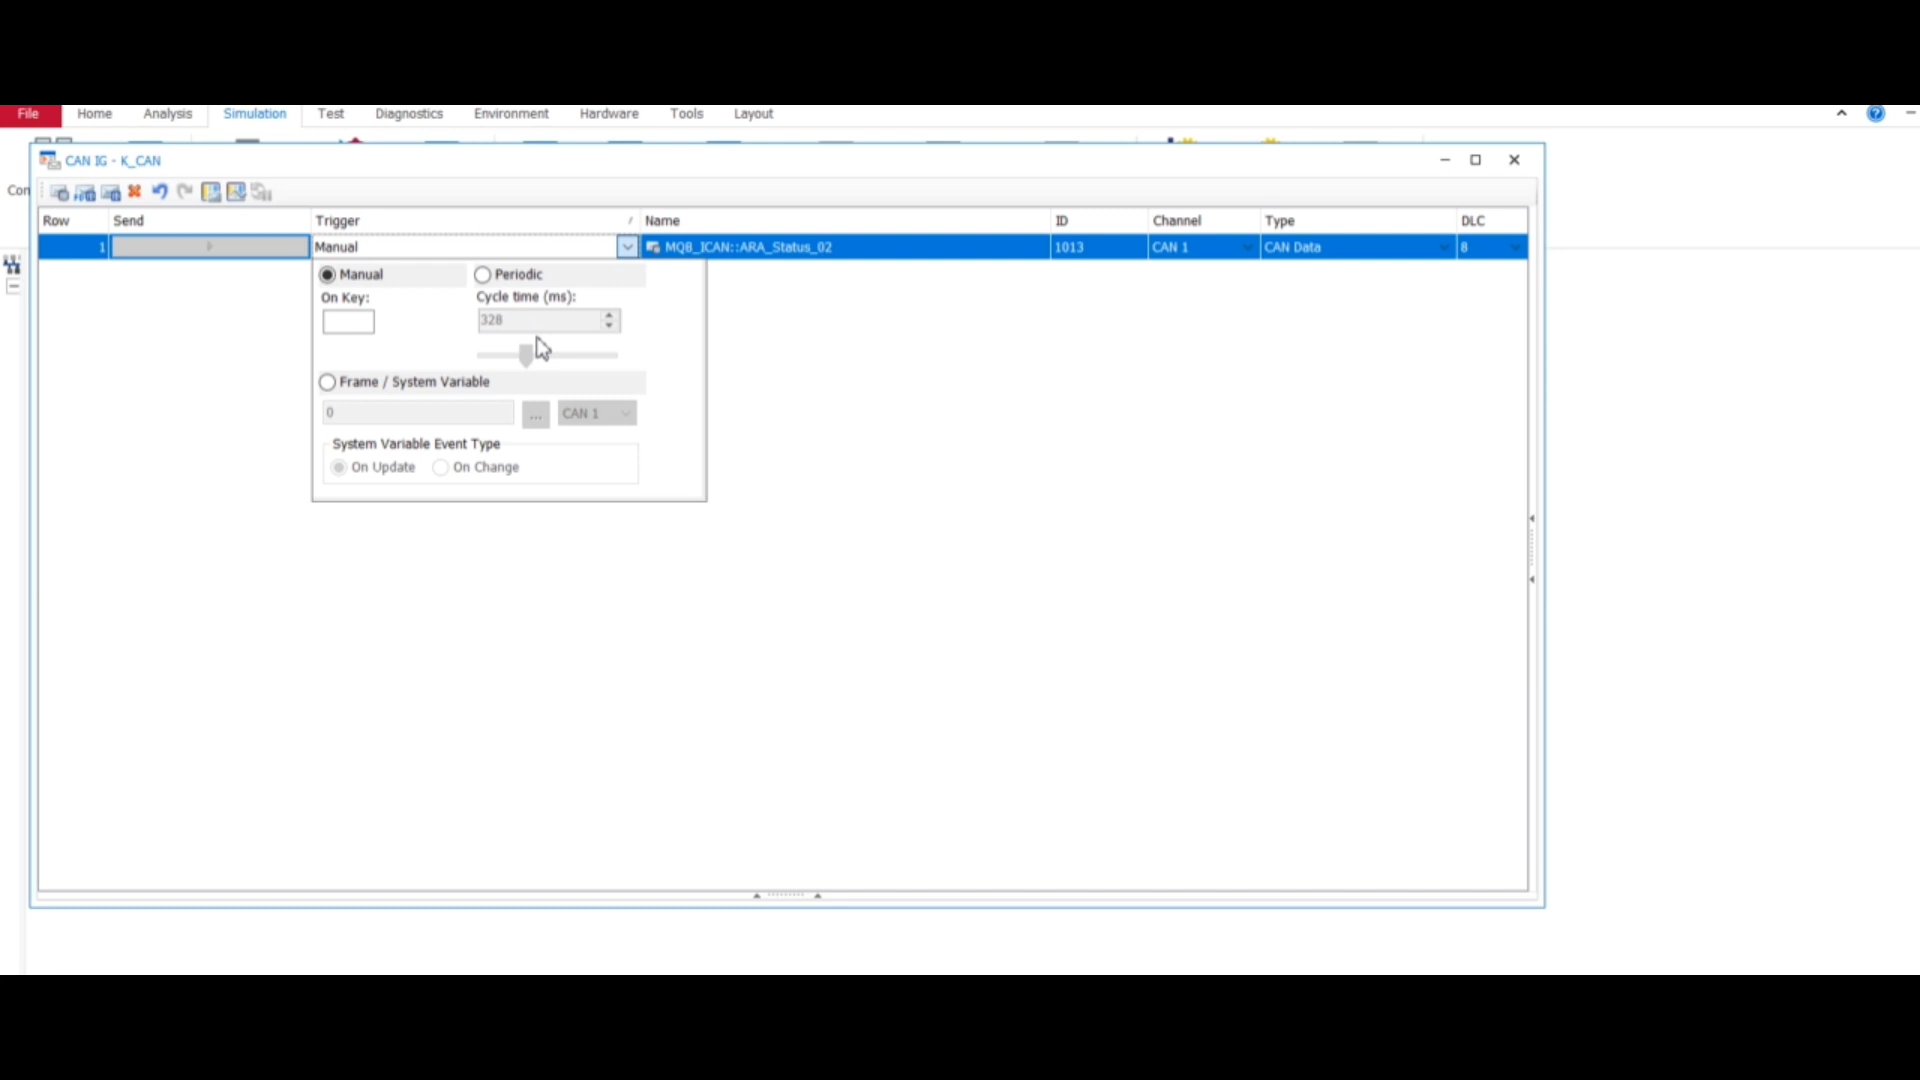 File Home Analysis Simulation Test Diagnostics Environment Hardware Tools Layout
CAN IG - K_CAN
Con
Row Send Trigger Name ID Channel Type DLC
1 Manual MQB_ICAN::ARA_Status_02 1013 CAN 1 CAN Data 8
Manual Periodic
On Key: Cycle time (ms):
328
Frame / System Variable
0 ... CAN 1
System Variable Event Type
On Update On Change